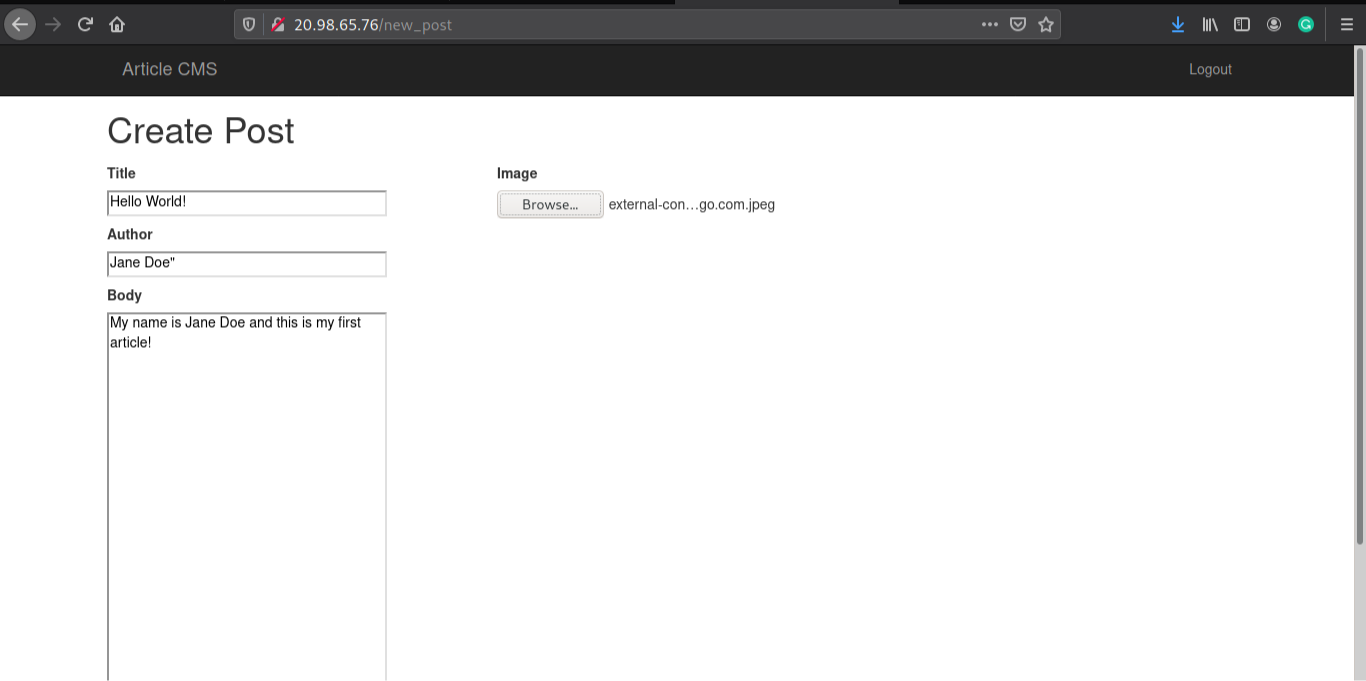 20.98.65.76/new_post
Article CMS
Logout
Create Post
Title
Image
Hello World!
Browse...
external-con…go.com.jpeg
Author
Jane Doe"
Body
My name is Jane Doe and this is my first
article!